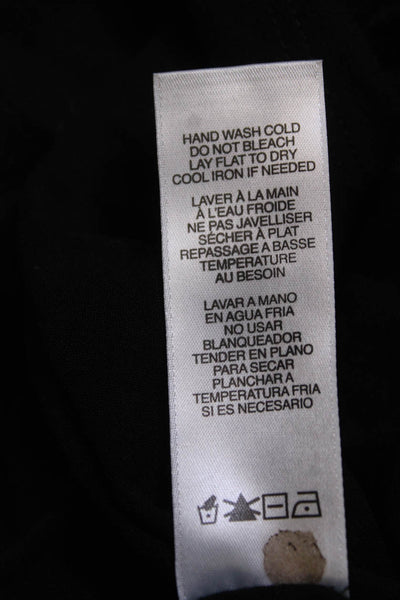 HAND WASH COLD
DO NOT BLEACH
LAY FLAT TO DRY
COOL IRON IF NEEDED
LAVER À LA MAIN
À L'EAU FROIDE
NE PAS JAVELLISER
SÉCHER À PLAT
REPASSAGE A BASSE
TEMPERATURE
AU BESOIN
LAVAR A MANO
EN AGUA FRIA
NO USAR
BLANQUEADOR
TENDER EN PLANO
PARA SECAR
PLANCHAR A
TEMPERATURA FRIA
SI ES NECESARIO